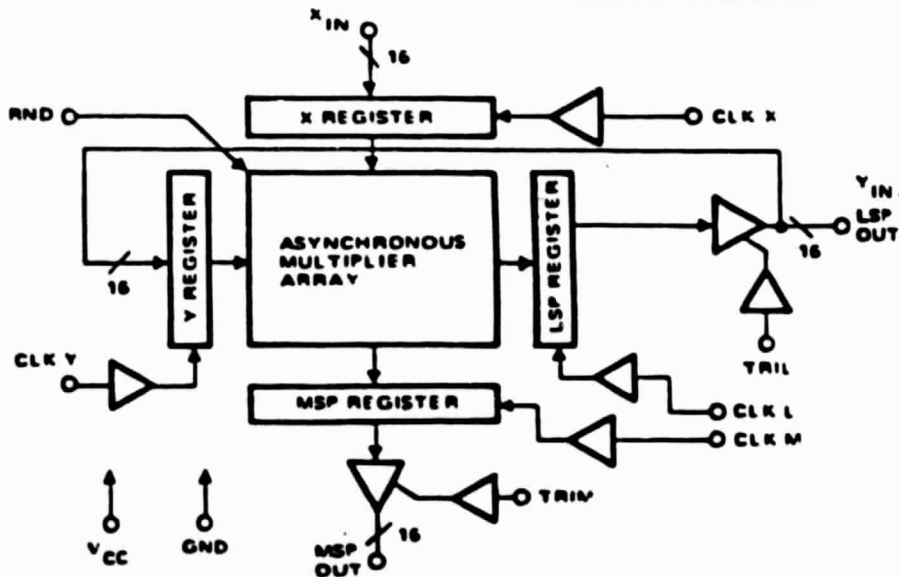 X IN
16
RND
X REGISTER
CLK X
Y IN
LSP
OUT
16
ASYNCHRONOUS
MULTIPLIER
ARRAY
Y REGISTER
16
LSP REGISTER
CLK Y
TRIL
MSP REGISTER
CLK L
CLK M
TRIM
16
MSP
OUT
VCC
GND